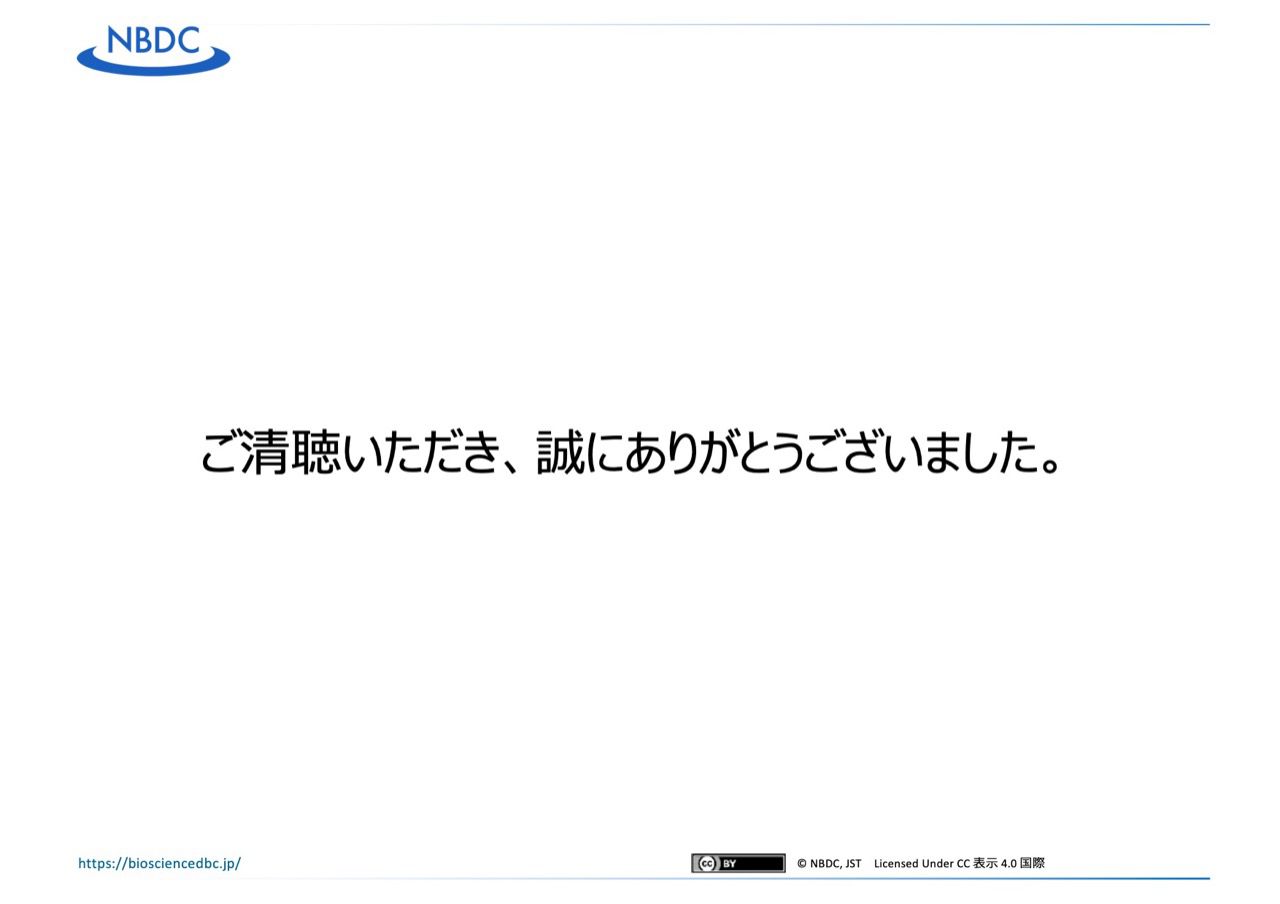 NBDC
ご清聴いただき、誠にありがとうございました。
https://biosciencedbc.jp/
cc BY © NBDC, JST Licensed Under CC 表示 4.0 国際